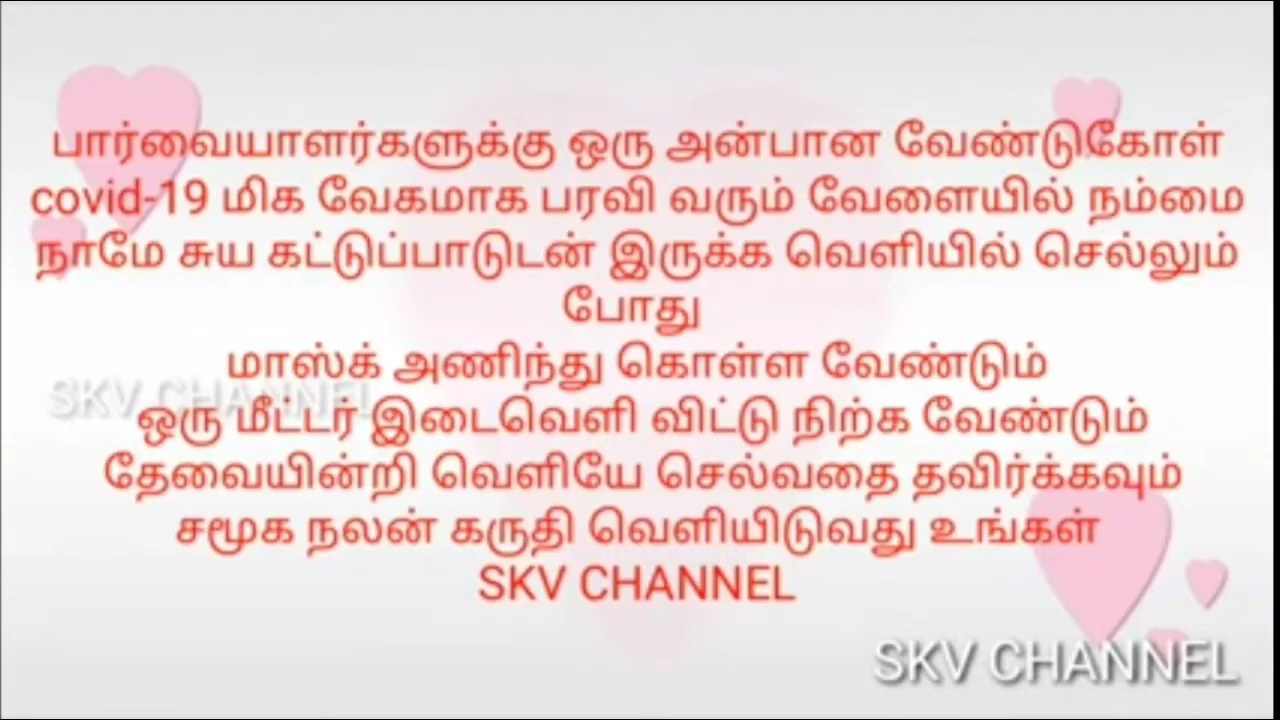 பார்வையாளர்களுக்கு ஒரு அன்பான வேண்டுகோள்
covid-19 மிக வேகமாக பரவி வரும் வேளையில் நம்மை
நாமே சுய கட்டுப்பாடுடன் இருக்க வெளியில் செல்லும்
போது
மாஸ்க் அணிந்து கொள்ள வேண்டும்
SKV CHANNEL
ஒரு மீட்டர் இடைவெளி விட்டு நிற்க வேண்டும்
தேவையின்றி வெளியே செல்வதை தவிர்க்கவும்
சமூக நலன் கருதி வெளியிடுவது உங்கள்
SKV CHANNEL
SKV CHANNEL